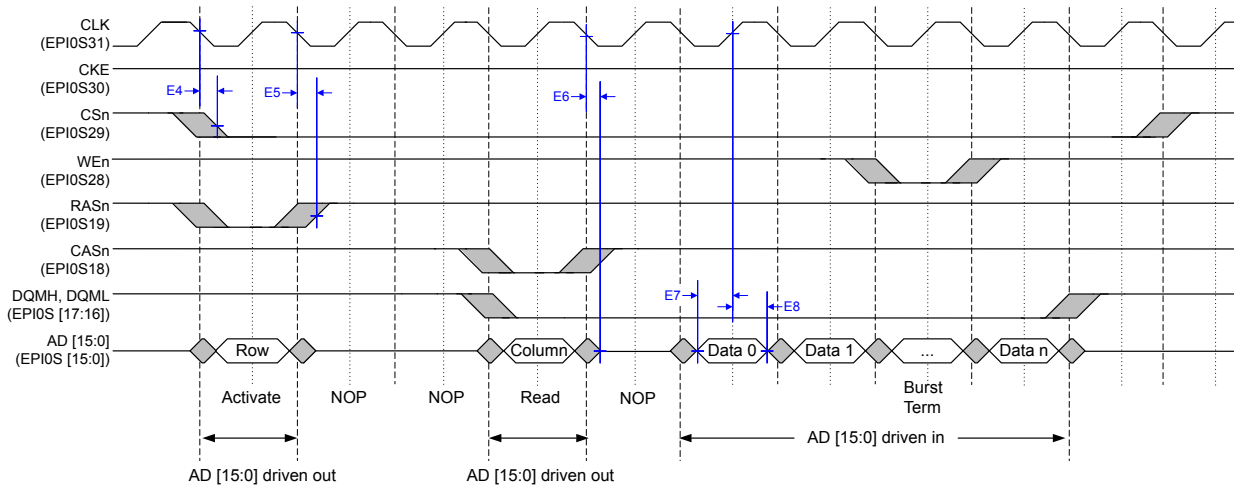 CLK
(EPI0S31)
CKE
(EPI0S30)
E4
E5
E6
CSn
(EPI0S29)
WEn
(EPI0S28)
RASn
(EPI0S19)
CASn
(EPI0S18)
DQMH, DQML
(EPI0S [17:16])
E7
E8
AD [15:0]
(EPI0S [15:0])
Row
Column
Data 0
Data 1
...
Data n
Activate
NOP
NOP
Read
NOP
Burst
Term
AD [15:0] driven in
AD [15:0] driven out
AD [15:0] driven out